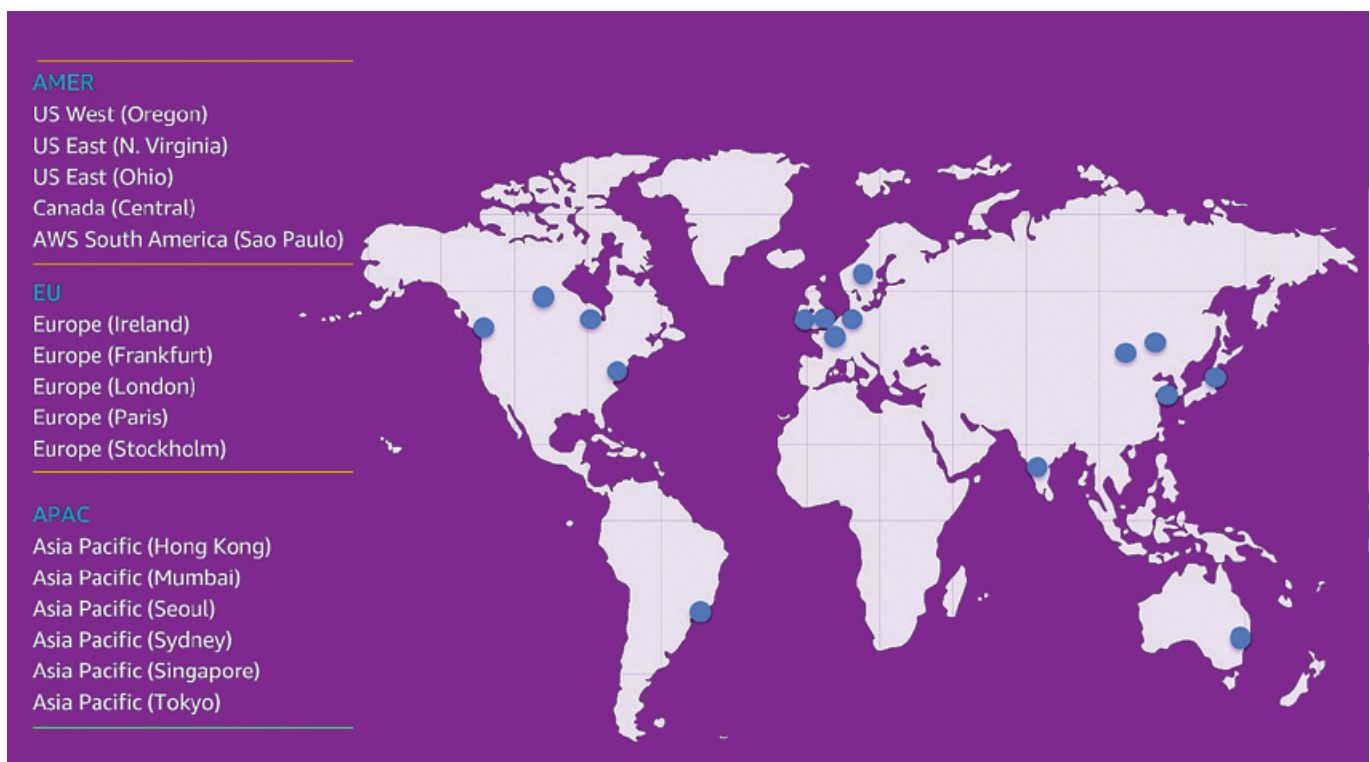 AMER
US West (Oregon)
US East (N. Virginia)
US East (Ohio)
Canada (Central)
AWS South America (Sao Paulo)
EU
Europe (Ireland)
Europe (Frankfurt)
Europe (London)
Europe (Paris)
Europe (Stockholm)
APAC
Asia Pacific (Hong Kong)
Asia Pacific (Mumbai)
Asia Pacific (Seoul)
Asia Pacific (Sydney)
Asia Pacific (Singapore)
Asia Pacific (Tokyo)